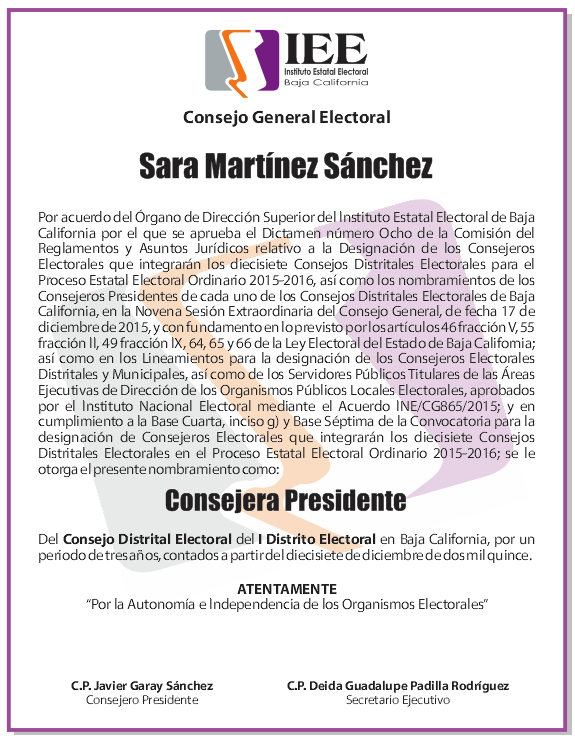 IEE
Instituto Estatal Electoral
Baja California
Consejo General Electoral
Sara Martínez Sánchez
Por acuerdo del Órgano de Dirección Superior del Instituto Estatal Electoral de Baja
California por el que se aprueba el Dictamen número Ocho de la Comisión del
Reglamentos y Asuntos Jurídicos relativo a la Designación de los Consejeros
Electorales que integrarán los diecisiete Consejos Distritales Electorales para el
Proceso Estatal Electoral Ordinario 2015-2016, así como los nombramientos de los
Consejeros Presidentes de cada uno de los Consejos Distritales Electorales de Baja
California, en la Novena Sesión Extraordinaria del Consejo General, de fecha 17 de
diciembre de 2015, y con fundamento en lo previsto por los artículos 46 fracción V, 55
fracción II, 49 fracción IX, 64, 65 y 66 de la Ley Electoral del Estado de Baja California;
así como en los Lineamientos para la designación de los Consejeros Electorales
Distritales y Municipales, así como de los Servidores Públicos Titulares de las Áreas
Ejecutivas de Dirección de los Organismos Públicos Locales Electorales, aprobados
por el Instituto Nacional Electoral mediante el Acuerdo INE/CG865/2015; y en
cumplimiento a la Base Cuarta, inciso g) y Base Séptima de la Convocatoria para la
designación de Consejeros Electorales que integrarán los diecisiete Consejos
Distritales Electorales en el Proceso Estatal Electoral Ordinario 2015-2016; se le
otorga el presente nombramiento como:
Consejera Presidente
Del Consejo Distrital Electoral del I Distrito Electoral en Baja California, por un
periodo de tres años, contados a partir del diecisiete de diciembre de dos mil quince.
ATENTAMENTE
“Por la Autonomía e Independencia de los Organismos Electorales”
C.P. Javier Garay Sánchez
Consejero Presidente
C.P. Deida Guadalupe Padilla Rodríguez
Secretario Ejecutivo